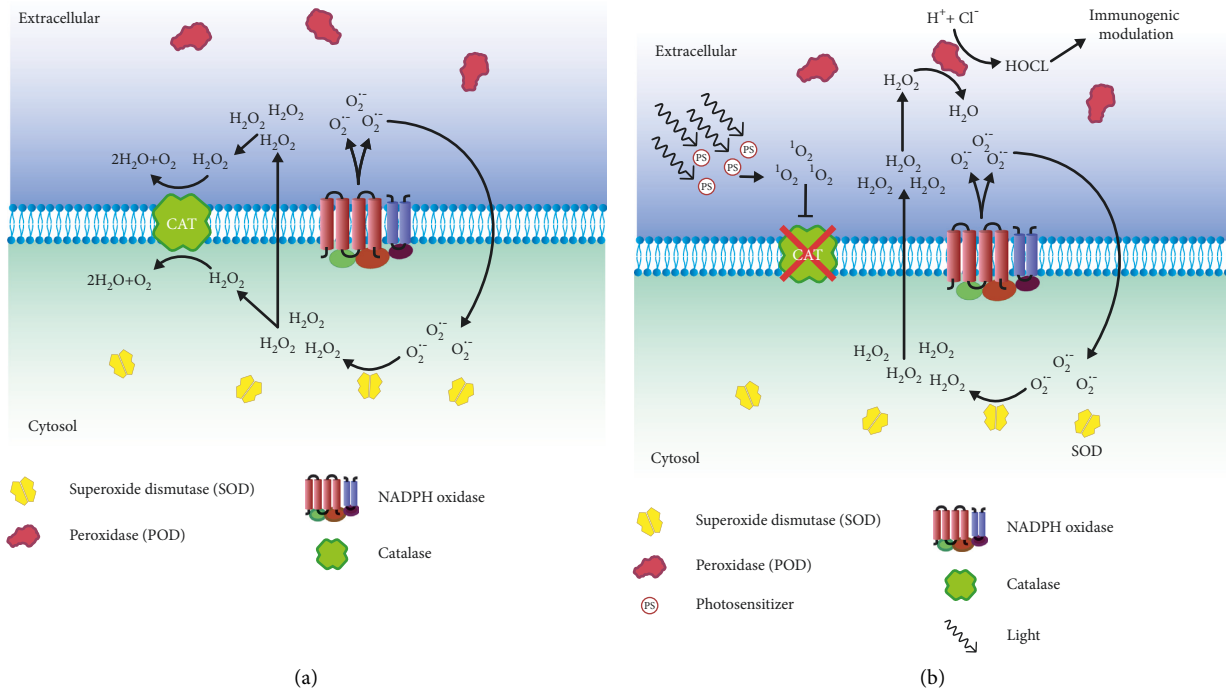 Extracellular
O₂˙⁻
O₂˙⁻ O₂˙⁻
H₂O₂ H₂O₂
H₂O₂
2H₂O+O₂ H₂O₂
CAT
2H₂O+O₂ H₂O₂
H₂O₂
H₂O₂ H₂O₂
O₂˙⁻
O₂˙⁻ O₂˙⁻
Cytosol
Superoxide dismutase (SOD)
Peroxidase (POD)
NADPH oxidase
Catalase
(a)
H⁺ + Cl⁻
Immunogenic
modulation
Extracellular
HOCL
H₂O₂
H₂O
PS
PS
PS
PS
¹O₂
¹O₂ ¹O₂
H₂O₂
H₂O₂ H₂O₂
O₂˙⁻
O₂˙⁻ O₂˙⁻
CAT
H₂O₂ H₂O₂
H₂O₂ H₂O₂
O₂˙⁻
O₂˙⁻ O₂˙⁻
SOD
Cytosol
Superoxide dismutase (SOD)
Peroxidase (POD)
PS Photosensitizer
NADPH oxidase
Catalase
Light
(b)